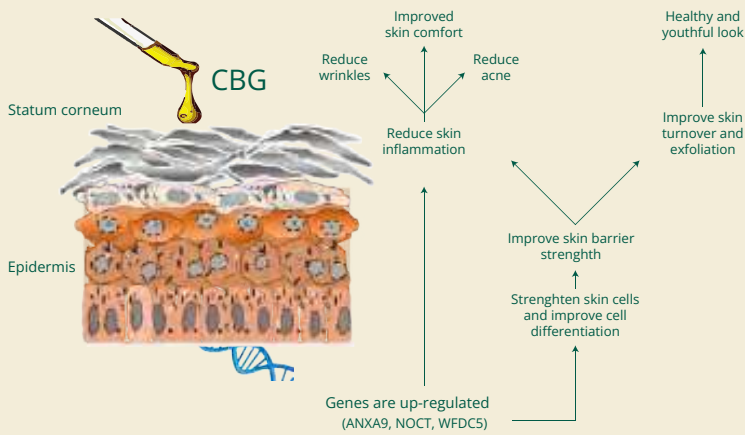 CBG
Statum corneum
Epidermis
Improved
skin comfort
Reduce
wrinkles
Reduce
acne
Reduce skin
inflammation
Healthy and
youthful look
Improve skin
turnover and
exfoliation
Improve skin barrier
strenghth
Strenghten skin cells
and improve cell
differentiation
Genes are up-regulated
(ANXA9, NOCT, WFDC5)